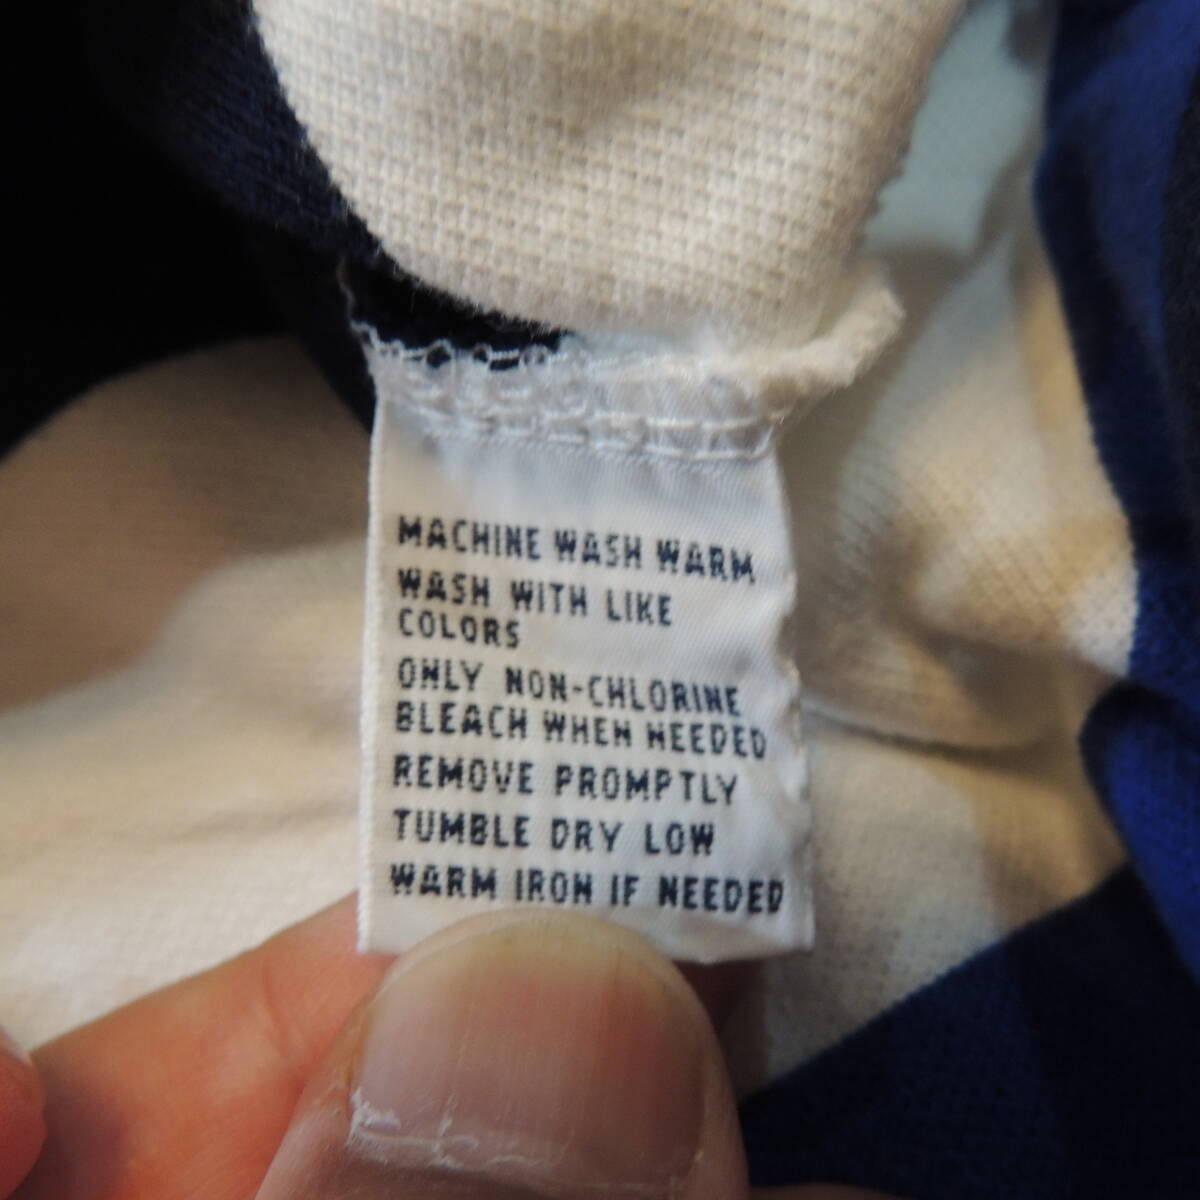 MACHINE WASH WARM
WASH WITH LIKE
COLORS
ONLY NON-CHLORINE
BLEACH WHEN NEEDED
REMOVE PROMPTLY
TUMBLE DRY LOW
WARM IRON IF NEEDED